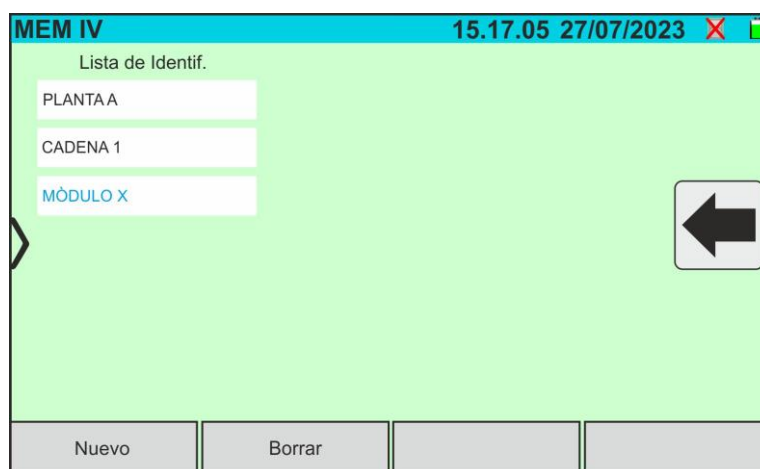 MEM IV 15.17.05 27/07/2023
Lista de Identif.
PLANTA A
CADENA 1
MÒDULO X
Nuevo Borrar